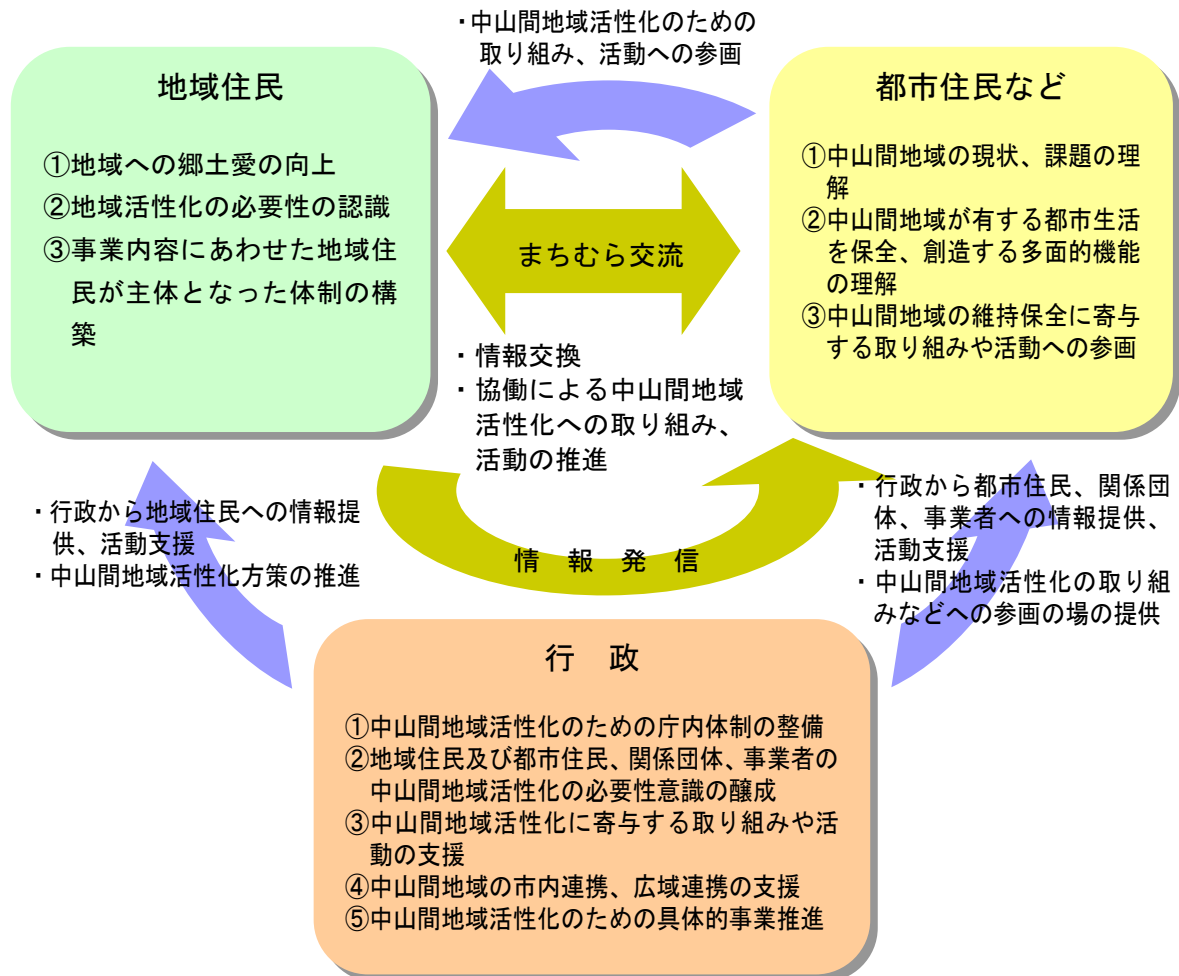 ・中山間地域活性化のための
取り組み、活動への参画
地域住民
①地域への郷土愛の向上
②地域活性化の必要性の認識
③事業内容にあわせた地域住
民が主体となった体制の構
築
都市住民など
①中山間地域の現状、課題の理
解
②中山間地域が有する都市生活
を保全、創造する多面的機能
の理解
③中山間地域の維持保全に寄与
する取り組みや活動への参画
まちむら交流
・情報交換
・協働による中山間地域
活性化への取り組み、
活動の推進
・行政から地域住民への情報提
供、活動支援
・中山間地域活性化方策の推進
情　報　発　信
・行政から都市住民、関係団
体、事業者への情報提供、
活動支援
・中山間地域活性化の取り組
みなどへの参画の場の提供
行　政
①中山間地域活性化のための庁内体制の整備
②地域住民及び都市住民、関係団体、事業者の
中山間地域活性化の必要性意識の醸成
③中山間地域活性化に寄与する取り組みや活
動の支援
④中山間地域の市内連携、広域連携の支援
⑤中山間地域活性化のための具体的事業推進